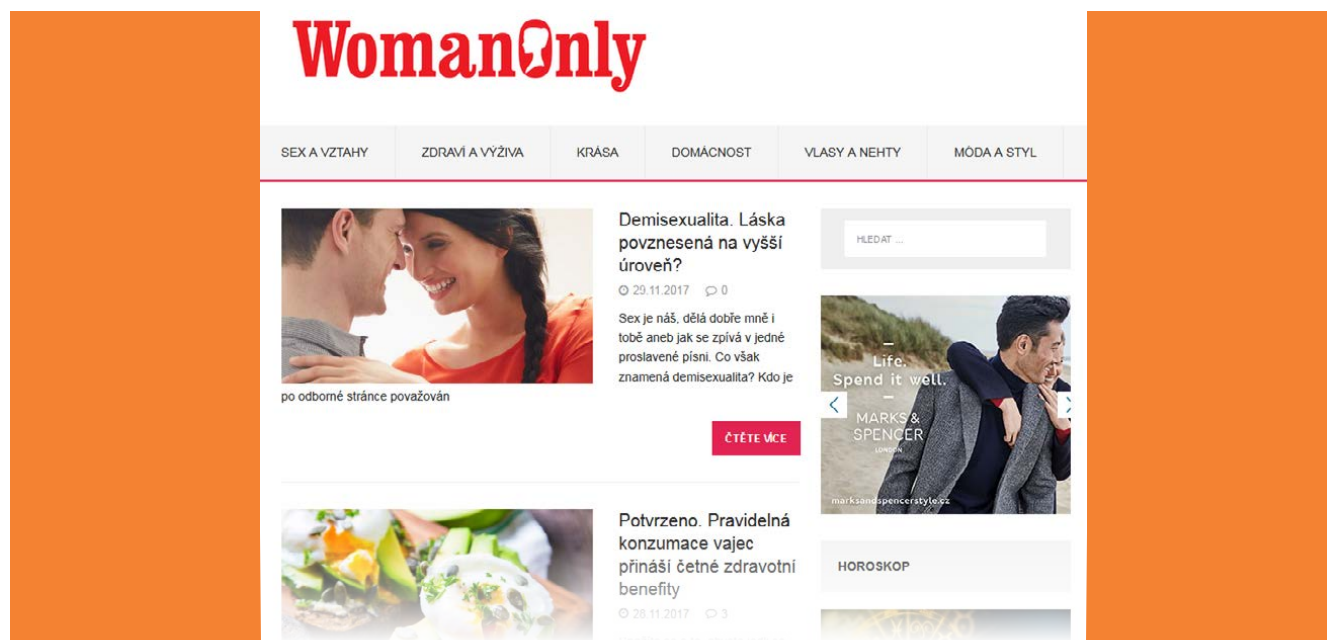 WomanOnly
SEX A VZTAHY
ZDRAVÍ A VÝŽIVA
KRÁSA
DOMÁCNOST
VLASY A NEHTY
MÓDA A STYL
Demisexualita. Láska
povznesená na vyšší
úroveň?
29.11.2017 0
Sex je náš, dělá dobře mně i
tobě aneb jak se zpívá v jedné
proslavené písni. Co však
znamená demisexualita? Kdo je
po odborné stránce považován
ČTĚTE VÍCE
Potvrzeno. Pravidelná
konzumace vajec
přináší četné zdravotní
benefity
28.11.2017 3
HLEDAT ...
Life.
Spend it well.
MARKS &
SPENCER
LONDON
marksandspencerstyle.cz
HOROSKOP